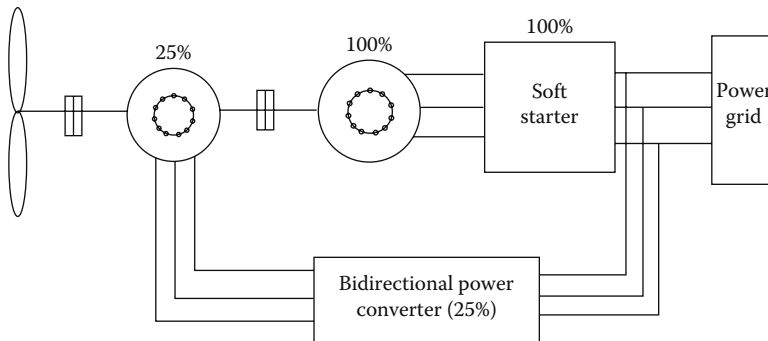 25%
100%
100%
Soft
starter
Power
grid
Bidirectional power
converter (25%)